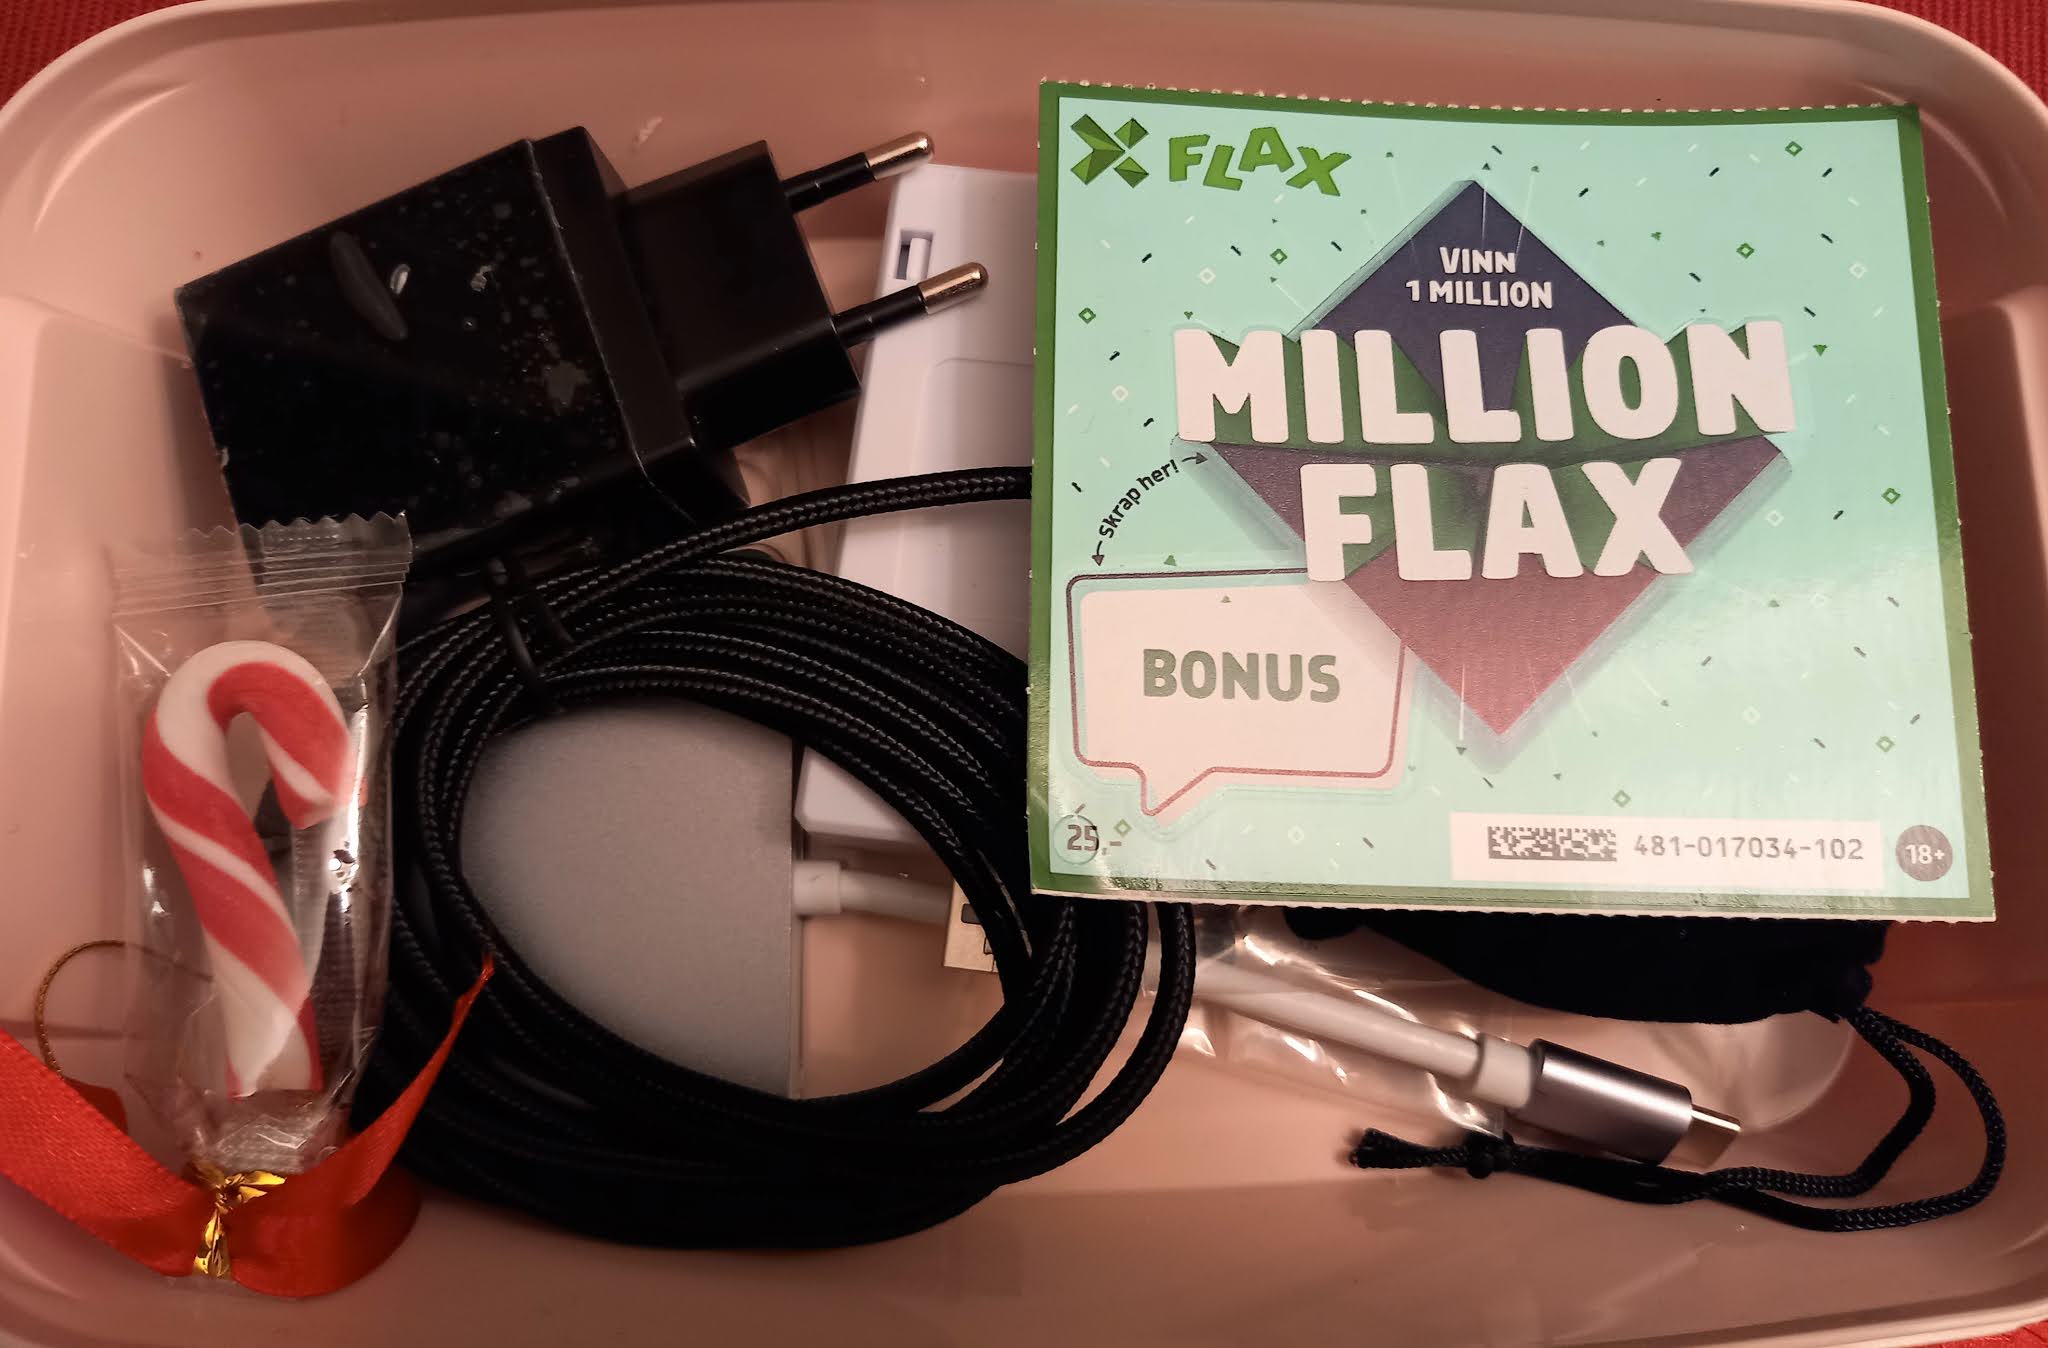 FLAX
VINN
1 MILLION
MILLION
FLAX
Skrap her!
BONUS
25,-
481-017034-102
18+